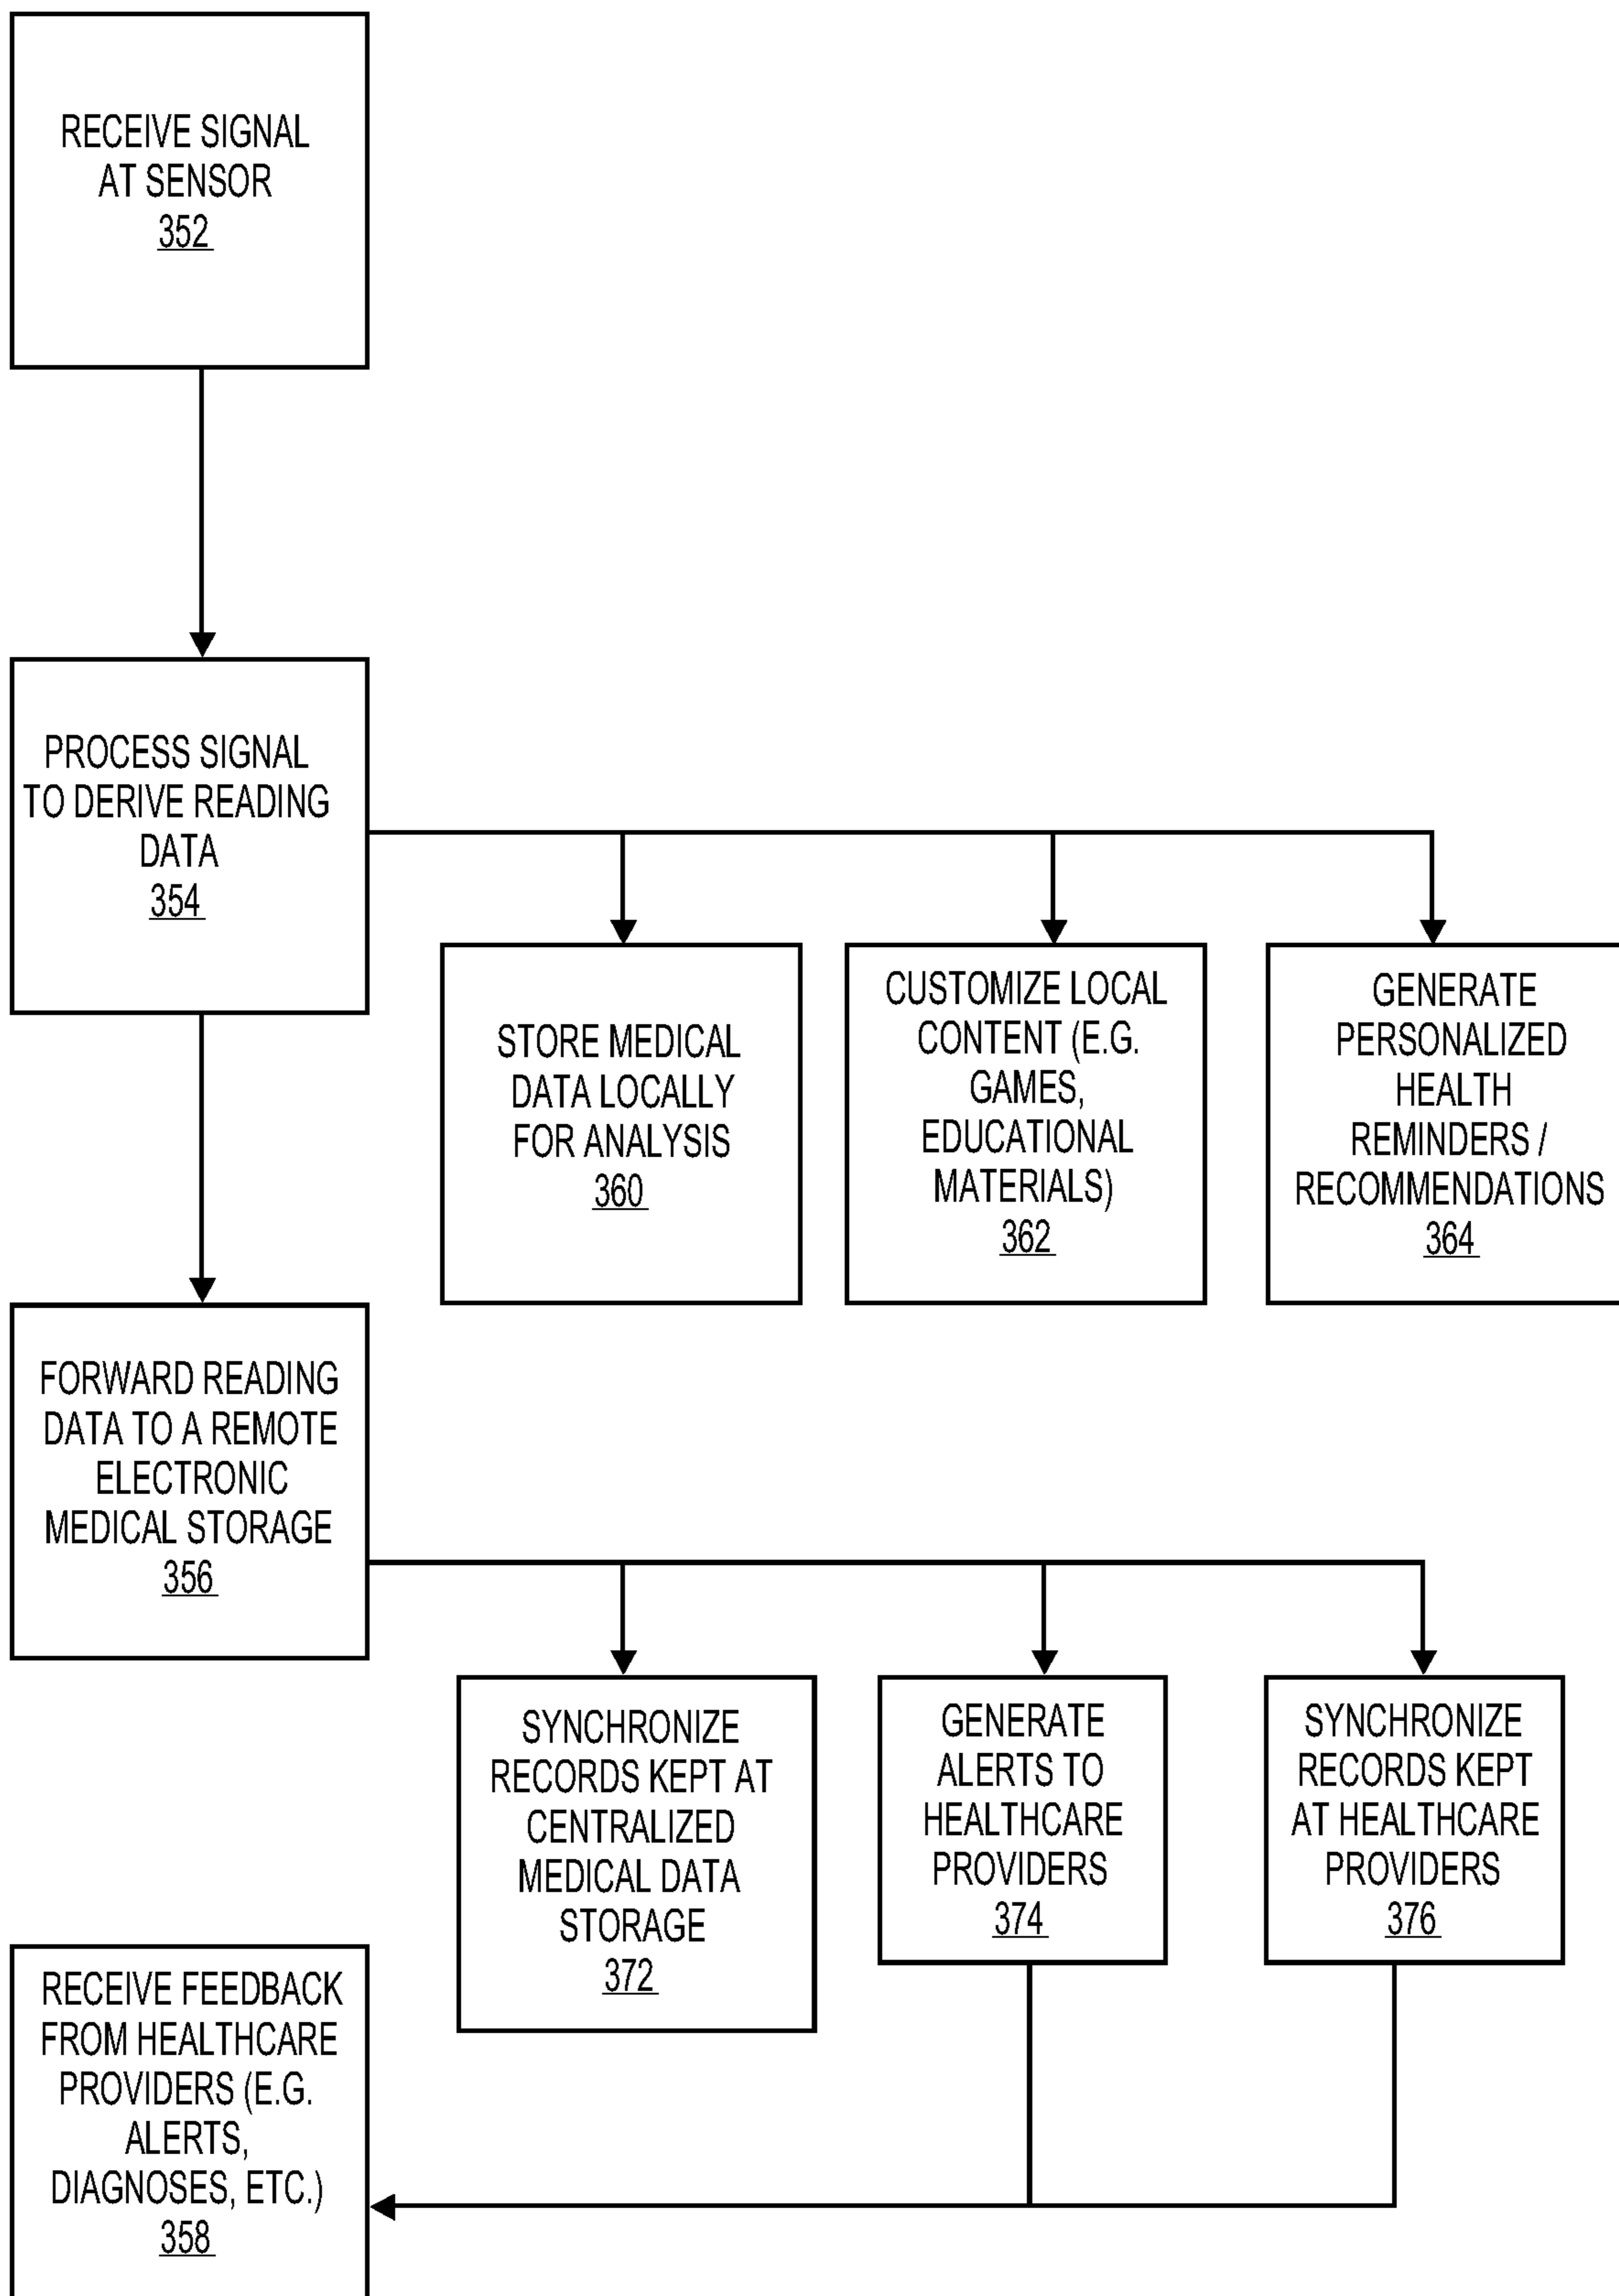 RECEIVE SIGNAL
AT SENSOR
352
PROCESS SIGNAL
TO DERIVE READING
DATA
354
STORE MEDICAL
DATA LOCALLY
FOR ANALYSIS
360
CUSTOMIZE LOCAL
CONTENT (E.G.
GAMES,
EDUCATIONAL
MATERIALS)
362
GENERATE
PERSONALIZED
HEALTH
REMINDERS /
RECOMMENDATIONS
364
FORWARD READING
DATA TO A REMOTE
ELECTRONIC
MEDICAL STORAGE
356
SYNCHRONIZE
RECORDS KEPT AT
CENTRALIZED
MEDICAL DATA
STORAGE
372
GENERATE
ALERTS TO
HEALTHCARE
PROVIDERS
374
SYNCHRONIZE
RECORDS KEPT
AT HEALTHCARE
PROVIDERS
376
RECEIVE FEEDBACK
FROM HEALTHCARE
PROVIDERS (E.G.
ALERTS,
DIAGNOSES, ETC.)
358